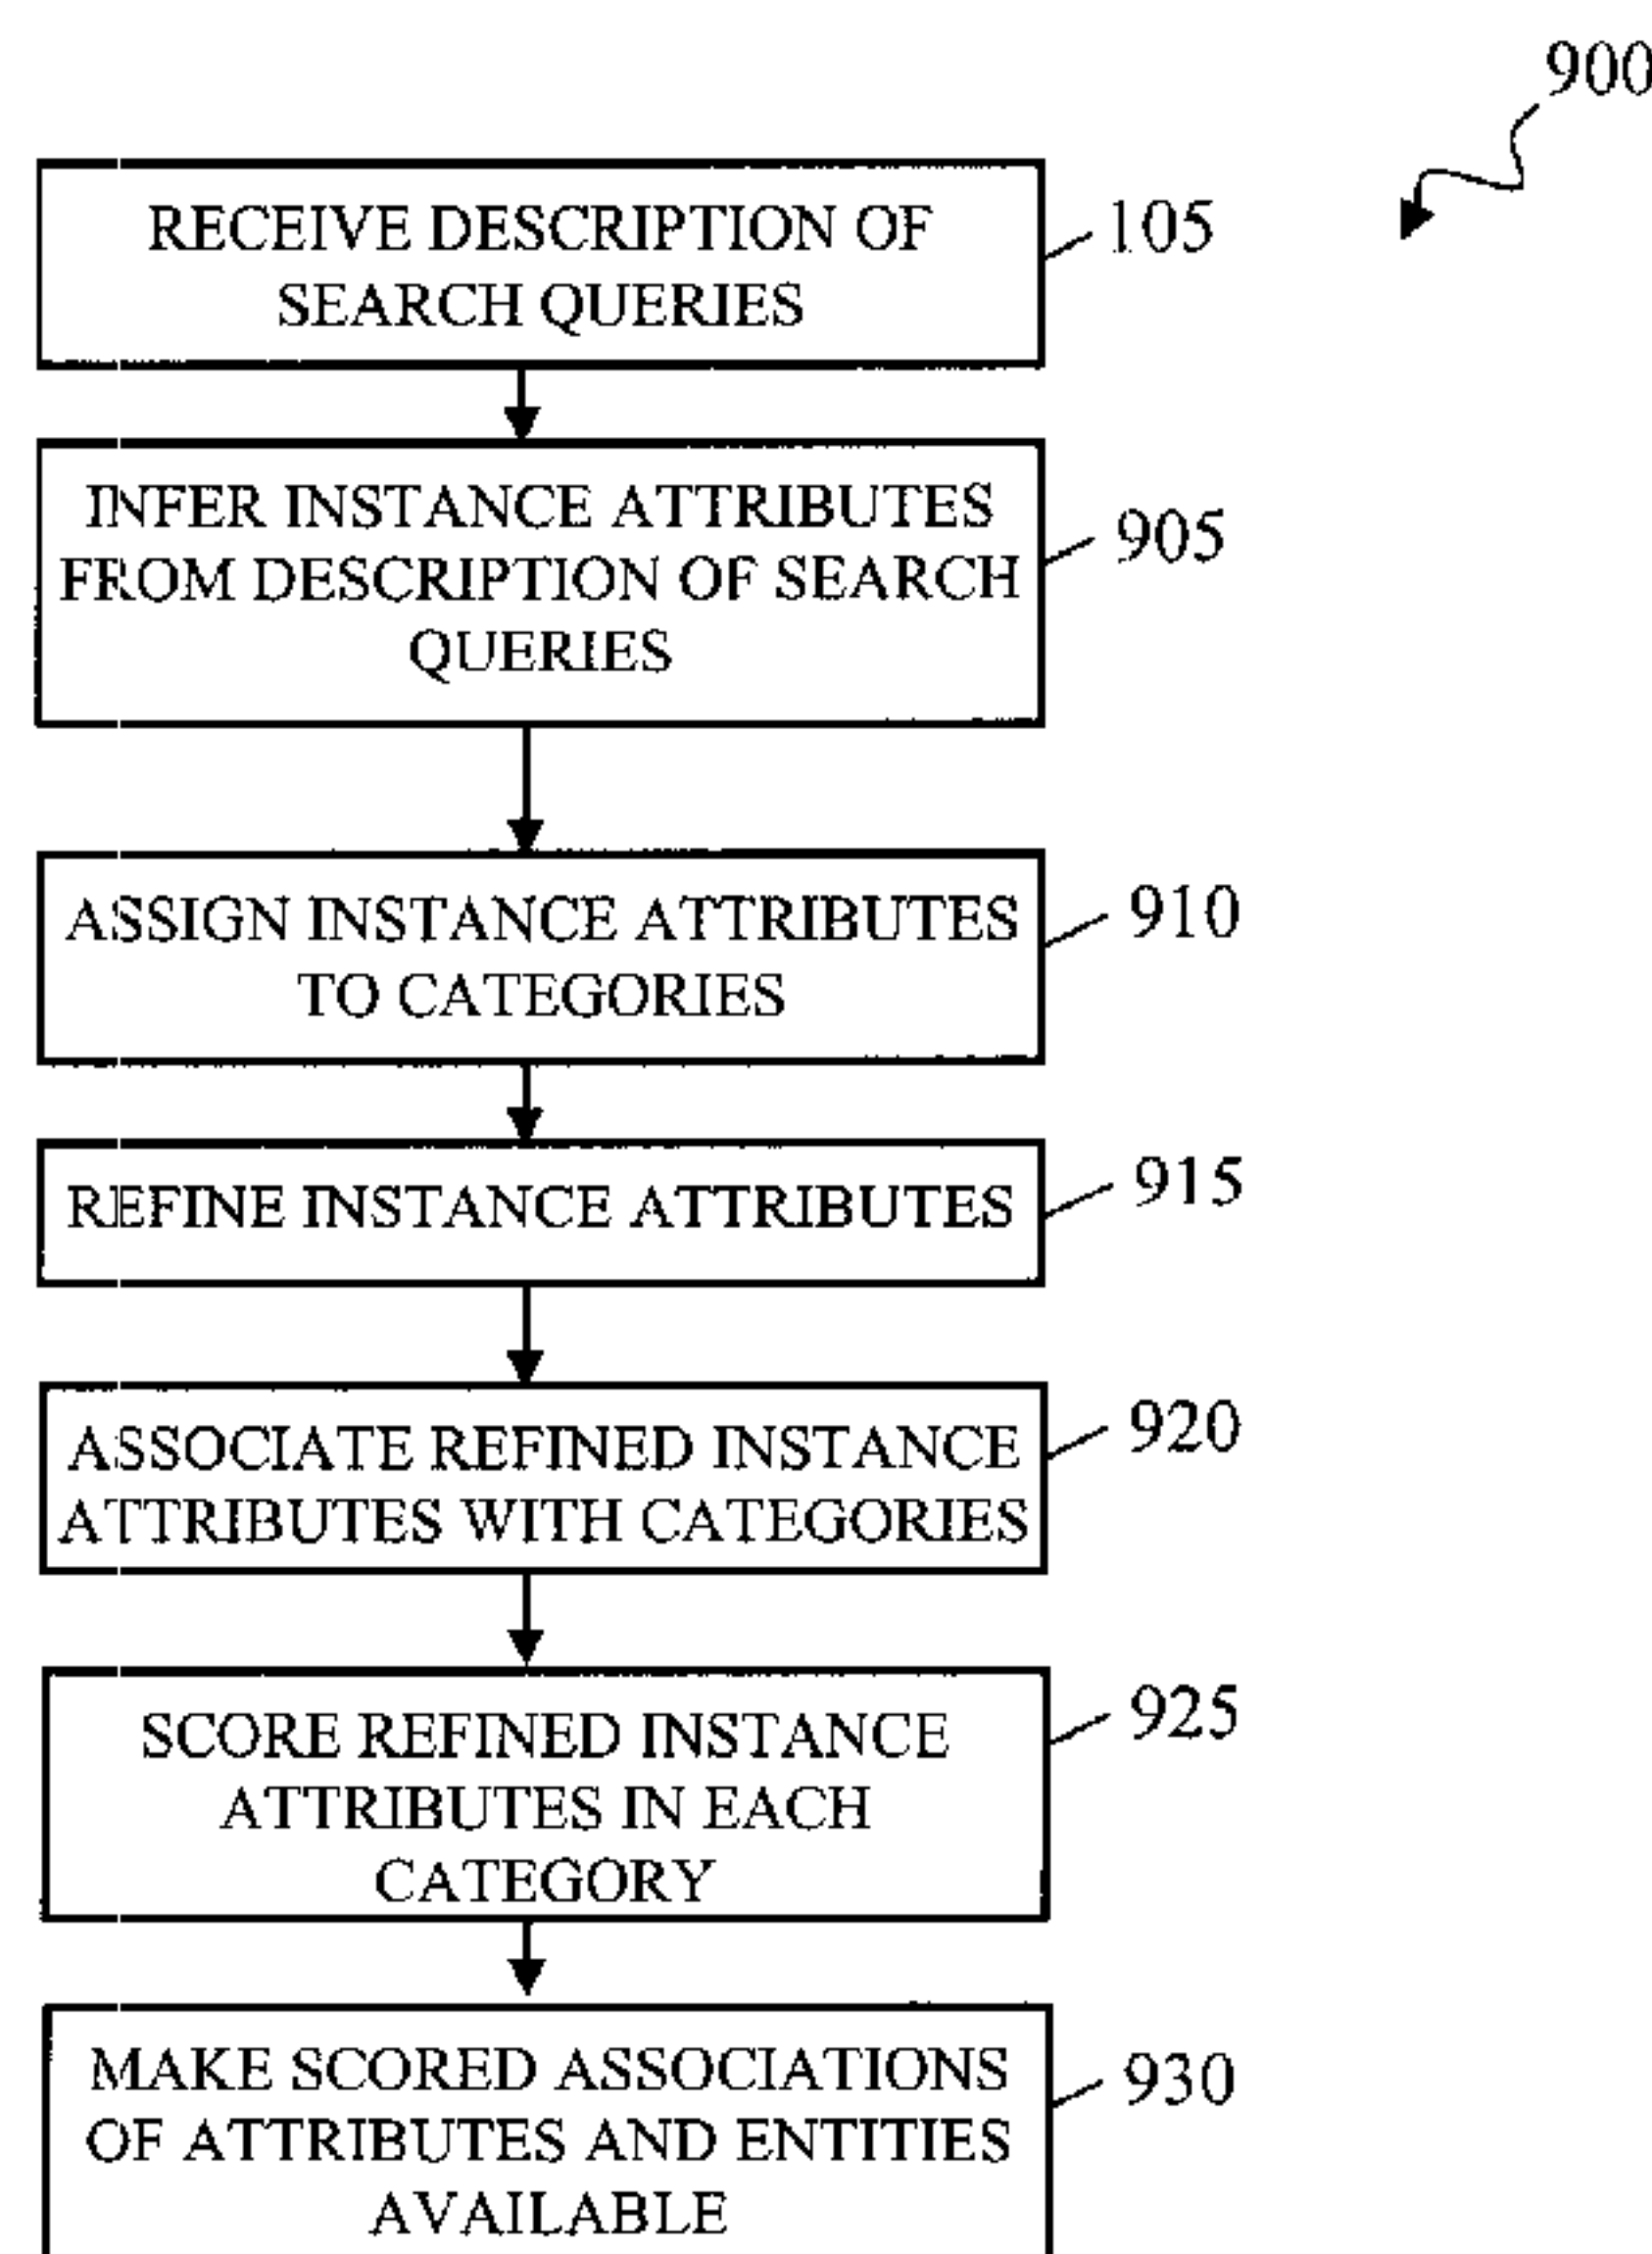 900
RECEIVE DESCRIPTION OF
SEARCH QUERIES
105
INFER INSTANCE ATTRIBUTES
FROM DESCRIPTION OF SEARCH
QUERIES
905
ASSIGN INSTANCE ATTRIBUTES
TO CATEGORIES
910
REFINE INSTANCE ATTRIBUTES
915
ASSOCIATE REFINED INSTANCE
ATTRIBUTES WITH CATEGORIES
920
SCORE REFINED INSTANCE
ATTRIBUTES IN EACH
CATEGORY
925
MAKE SCORED ASSOCIATIONS
OF ATTRIBUTES AND ENTITIES
AVAILABLE
930